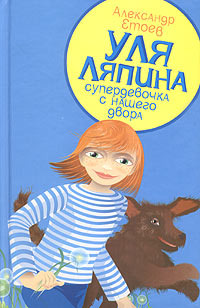 Александр
Етоев
Уля
Ляпина
супердевочка
с нашего
двора